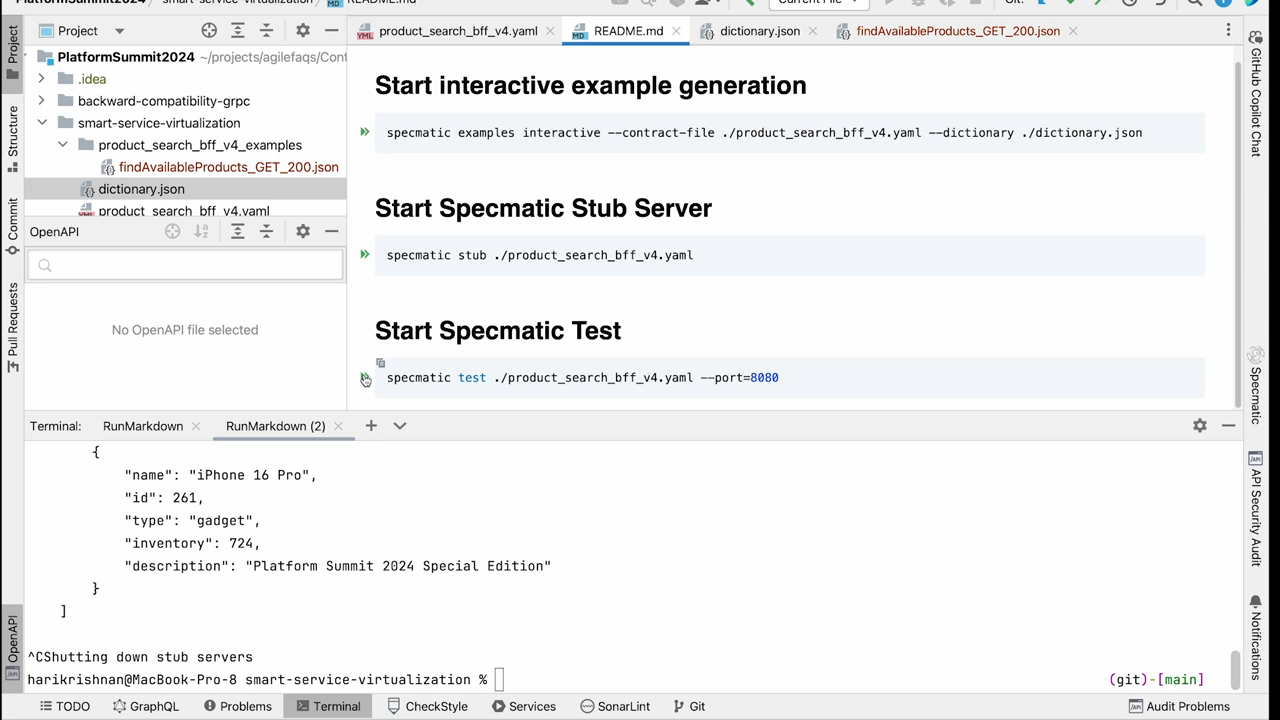 PlatformSummit2024 smart-service-virtualization README.md
Current File
Git:
Project
product_search_bff_v4.yaml
README.md
dictionary.json
findAvailableProducts_GET_200.json
PlatformSummit2024 ~/projects/agilefaqs/Cont
.idea
backward-compatibility-grpc
smart-service-virtualization
product_search_bff_v4_examples
findAvailableProducts_GET_200.json
dictionary.json
product_search_bff_v4.yaml
OpenAPI
No OpenAPI file selected
Start interactive example generation
specmatic examples interactive --contract-file ./product_search_bff_v4.yaml --dictionary ./dictionary.json
Start Specmatic Stub Server
specmatic stub ./product_search_bff_v4.yaml
Start Specmatic Test
specmatic test ./product_search_bff_v4.yaml --port=8080
Project
Structure
Commit
Pull Requests
OpenAPI
GitHub Copilot Chat
Specmatic
API Security Audit
Notifications
Terminal: RunMarkdown RunMarkdown (2)
{
"name": "iPhone 16 Pro",
"id": 261,
"type": "gadget",
"inventory": 724,
"description": "Platform Summit 2024 Special Edition"
}
]
^CShutting down stub servers
harikrishnan@MacBook-Pro-8 smart-service-virtualization % (git)-[main]
TODO GraphQL Problems Terminal CheckStyle Services SonarLint Git Audit Problems